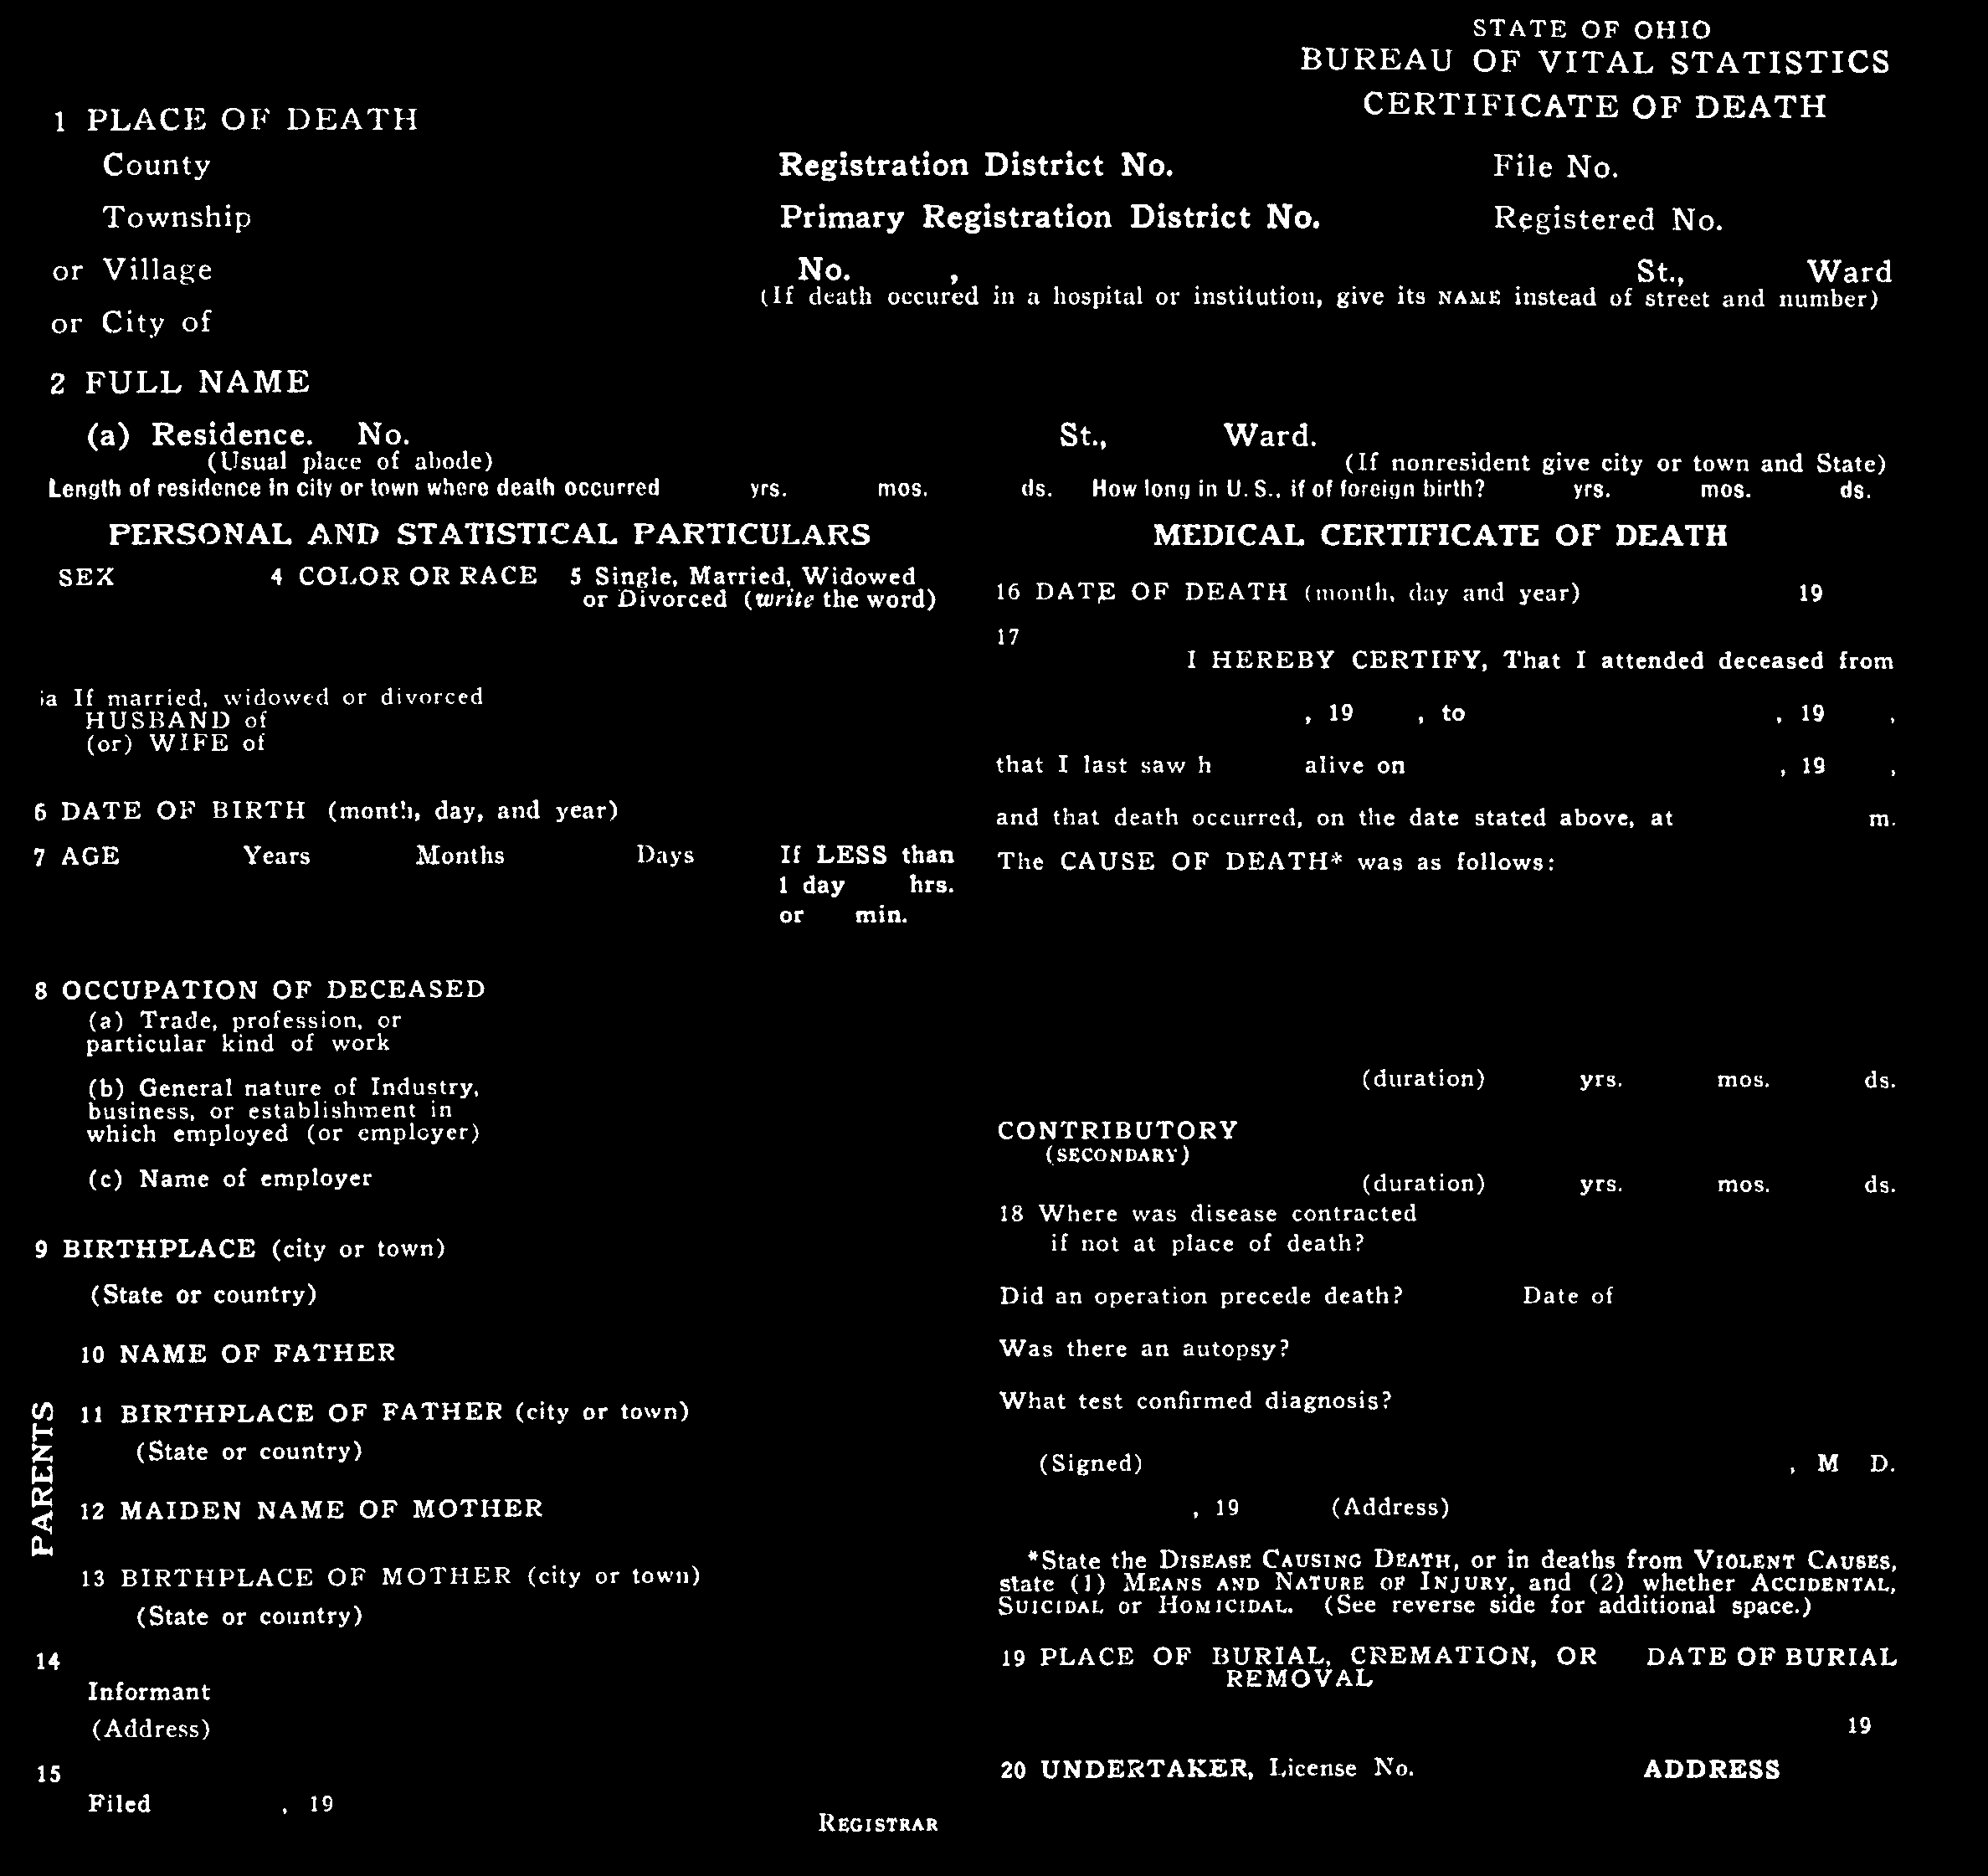 STATE OF OHIO
BUREAU OF VITAL STATISTICS
CERTIFICATE OF DEATH
1 PLACE OF DEATH
County
Registration District No.
File No.
Township
Primary Registration District No.
Registered No.
or Village
No. , St., Ward
(If death occured in a hospital or institution, give its NAME instead of street and number)
or City of
2 FULL NAME
(a) Residence. No. St., Ward.
(Usual place of abode) (If nonresident give city or town and State)
Length of residence in city or town where death occurred yrs. mos. ds. How long in U. S., if of foreign birth? yrs. mos. ds.
PERSONAL AND STATISTICAL PARTICULARS
SEX
4 COLOR OR RACE
5 Single, Married, Widowed
or Divorced (write the word)
ia If married, widowed or divorced
HUSBAND of
(or) WIFE of
6 DATE OF BIRTH (month, day, and year)
7 AGE Years Months Days If LESS than
1 day hrs.
or min.
8 OCCUPATION OF DECEASED
(a) Trade, profession, or
particular kind of work
(b) General nature of Industry,
business, or establishment in
which employed (or employer)
(c) Name of employer
9 BIRTHPLACE (city or town)
(State or country)
PARENTS
10 NAME OF FATHER
11 BIRTHPLACE OF FATHER (city or town)
(State or country)
12 MAIDEN NAME OF MOTHER
13 BIRTHPLACE OF MOTHER (city or town)
(State or country)
14
Informant
(Address)
15
Filed , 19
REGISTRAR
MEDICAL CERTIFICATE OF DEATH
16 DATE OF DEATH (month, day and year) 19
17
I HEREBY CERTIFY, That I attended deceased from
, 19 , to , 19 ,
that I last saw h alive on , 19 ,
and that death occurred, on the date stated above, at m.
The CAUSE OF DEATH* was as follows:
(duration) yrs. mos. ds.
CONTRIBUTORY
(SECONDARY)
(duration) yrs. mos. ds.
18 Where was disease contracted
if not at place of death?
Did an operation precede death? Date of
Was there an autopsy?
What test confirmed diagnosis?
(Signed) , M D.
, 19 (Address)
*State the DISEASE CAUSING DEATH, or in deaths from VIOLENT CAUSES,
state (1) MEANS AND NATURE OF INJURY, and (2) whether ACCIDENTAL,
SUICIDAL or HOMICIDAL. (See reverse side for additional space.)
19 PLACE OF BURIAL, CREMATION, OR
REMOVAL
DATE OF BURIAL
19
20 UNDERTAKER, License No.
ADDRESS